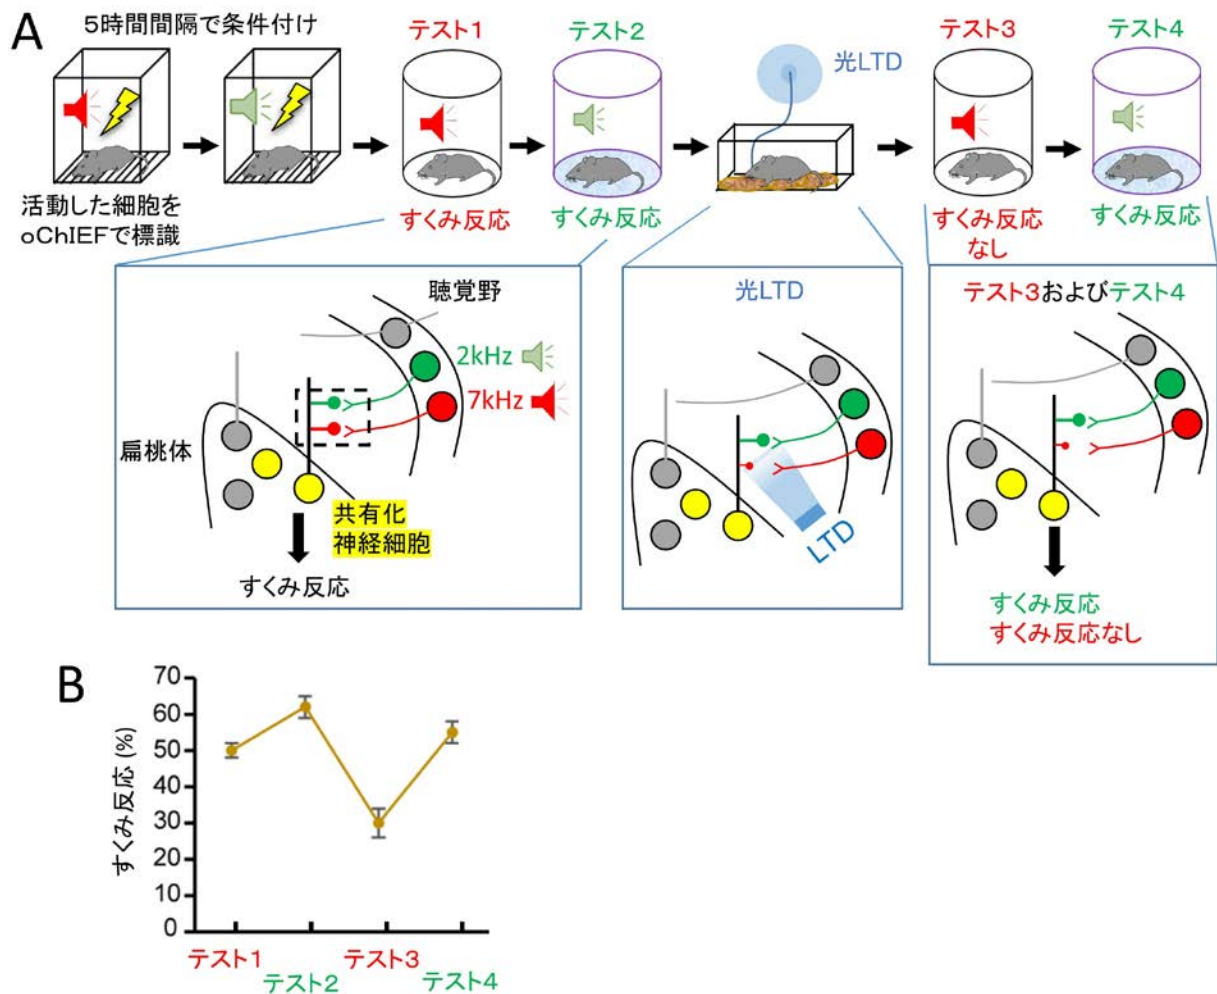 A
5時間間隔で条件付け
テスト1
テスト2
光LTD
テスト3
テスト4
活動した細胞を
oChIEFで標識
すくみ反応
すくみ反応
すくみ反応
なし
すくみ反応
聴覚野
2kHz
7kHz
扁桃体
共有化
神経細胞
すくみ反応
光LTD
LTD
テスト3およびテスト4
すくみ反応
すくみ反応なし
B
すくみ反応 (%)
70
60
50
40
30
20
10
0
テスト1
テスト2
テスト3
テスト4